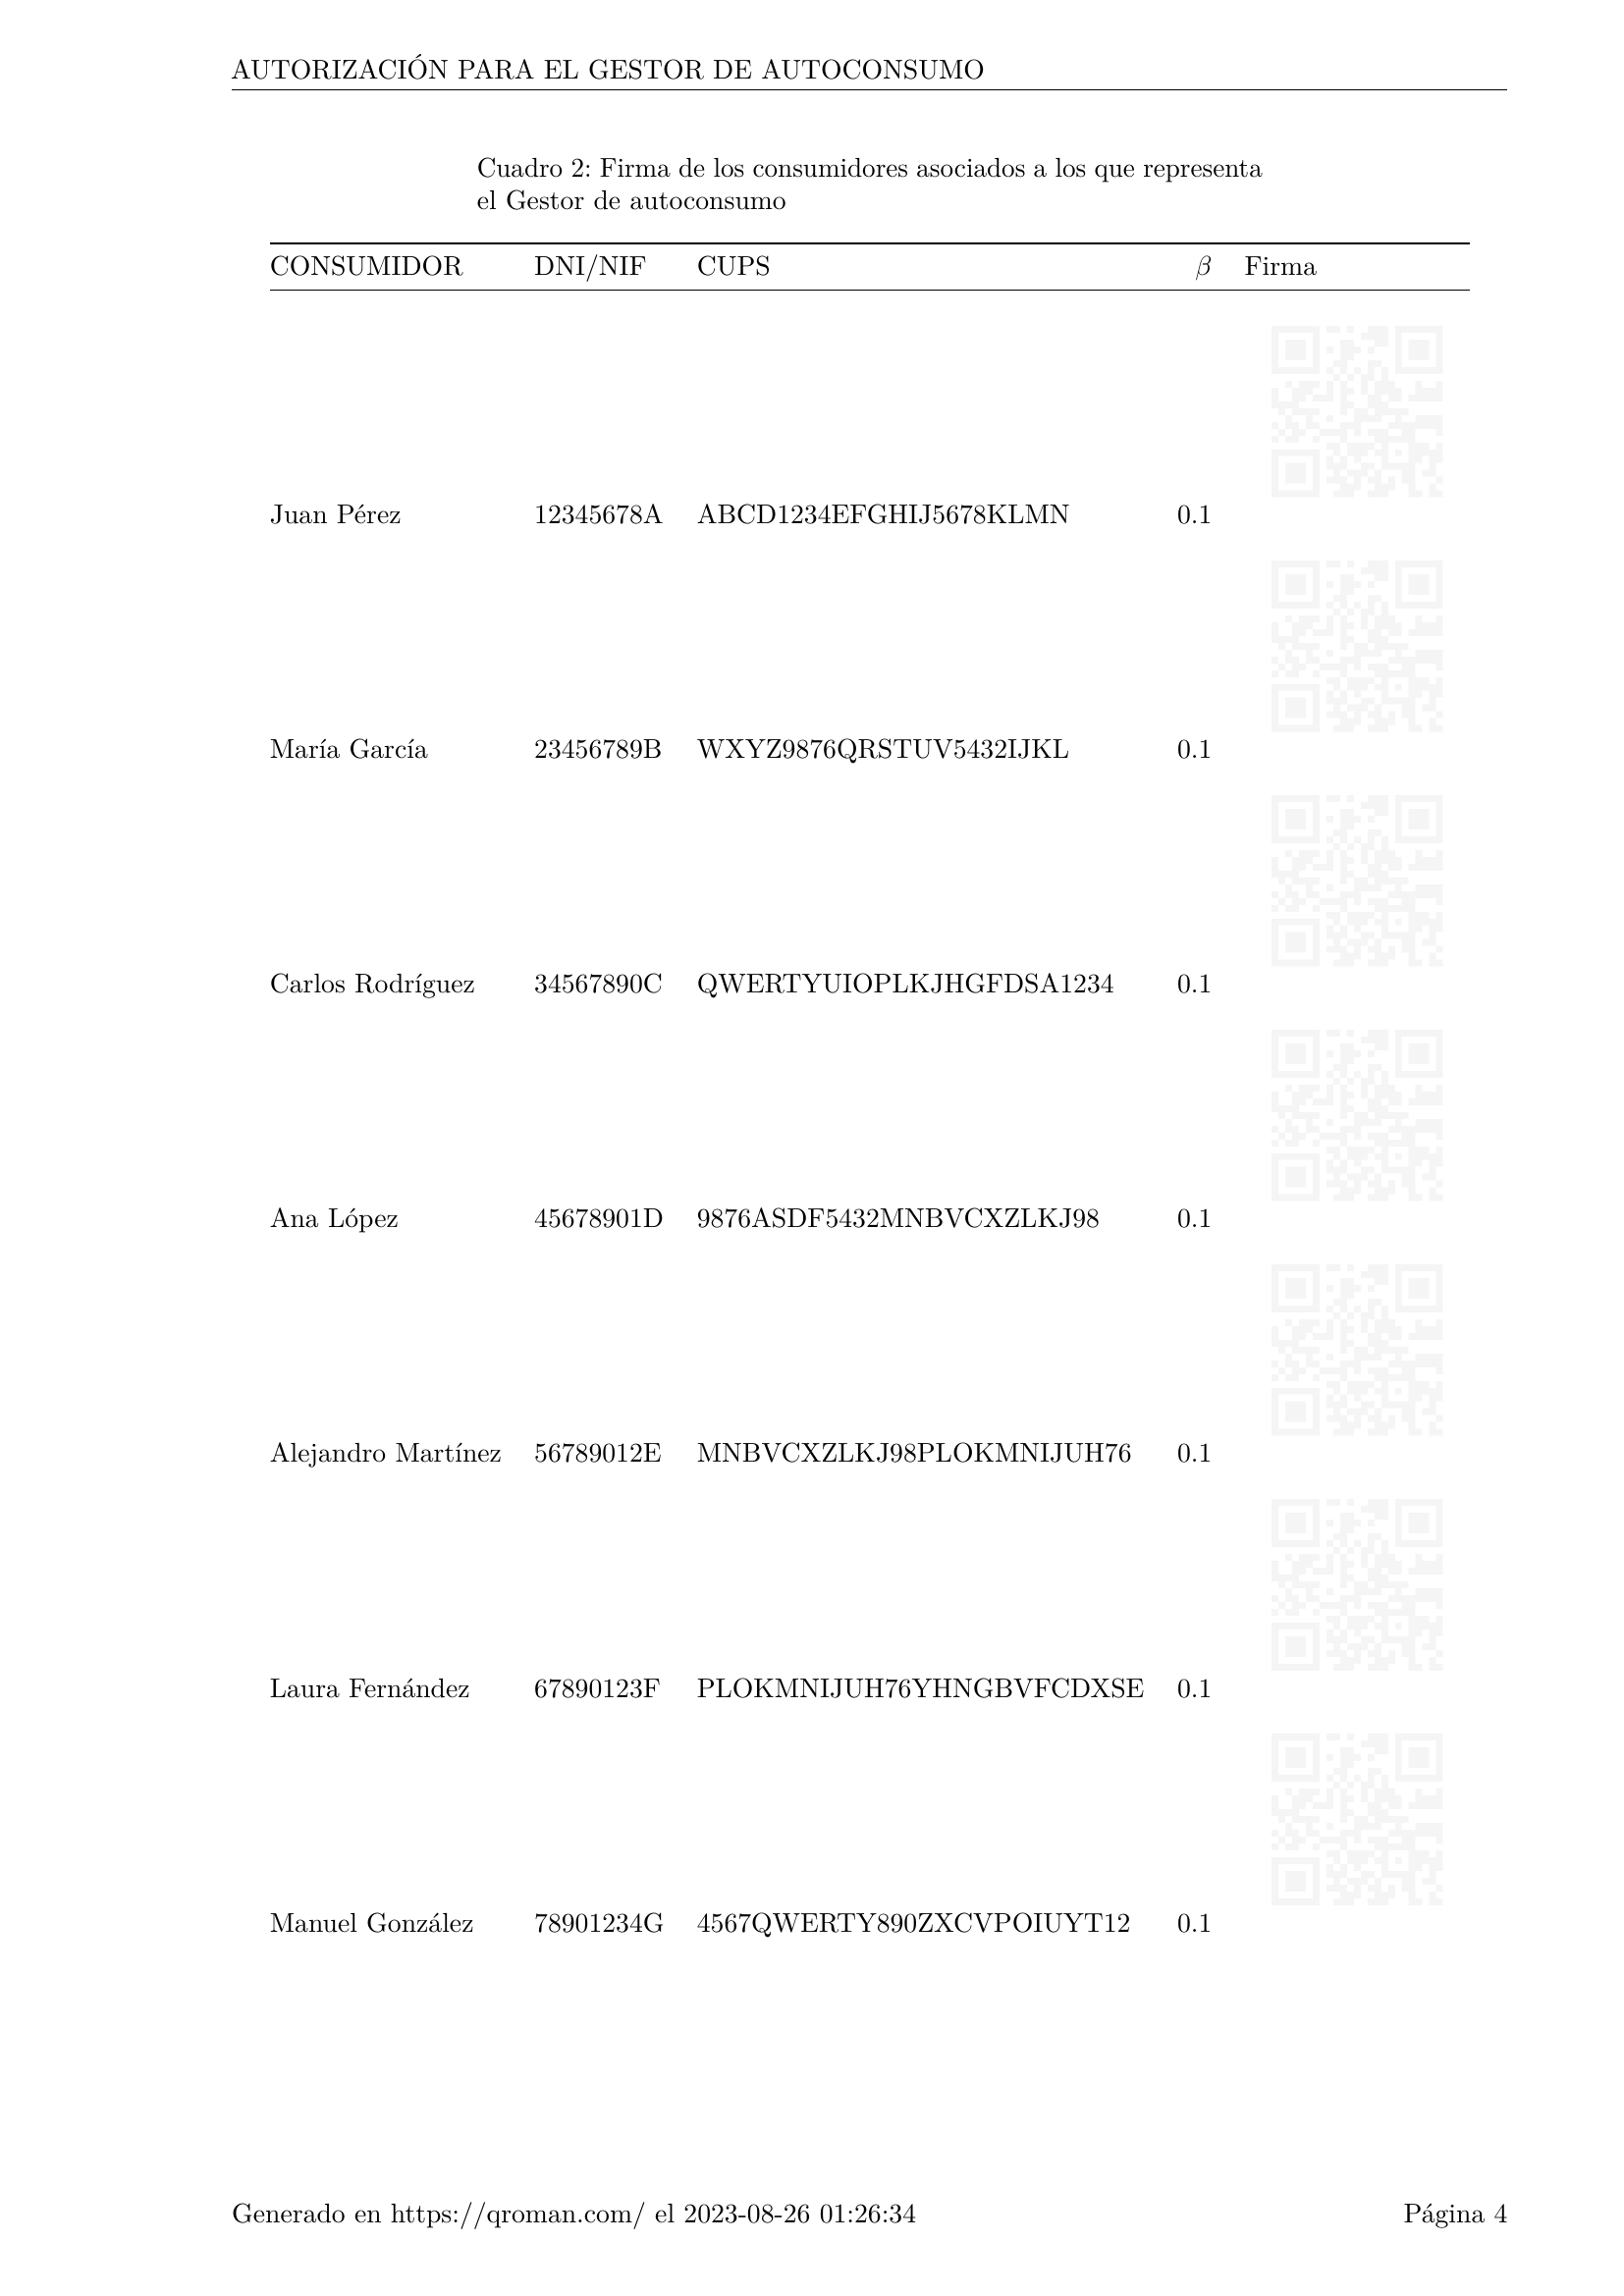 AUTORIZACIÓN PARA EL GESTOR DE AUTOCONSUMO
Cuadro 2: Firma de los consumidores asociados a los que representa
el Gestor de autoconsumo
CONSUMIDOR DNI/NIF CUPS β Firma
Juan Pérez 12345678A ABCD1234EFGHIJ5678KLMN 0.1
María García 23456789B WXYZ9876QRSTUV5432IJKL 0.1
Carlos Rodríguez 34567890C QWERTYUIOPLKJHGFDSA1234 0.1
Ana López 45678901D 9876ASDF5432MNBVCXZLKJ98 0.1
Alejandro Martínez 56789012E MNBVCXZLKJ98PLOKMNIJUH76 0.1
Laura Fernández 67890123F PLOKMNIJUH76YHNGBVFCDXSE 0.1
Manuel González 78901234G 4567QWERTY890ZXCVPOIUYT12 0.1
Generado en https://qroman.com/ el 2023-08-26 01:26:34 Página 4